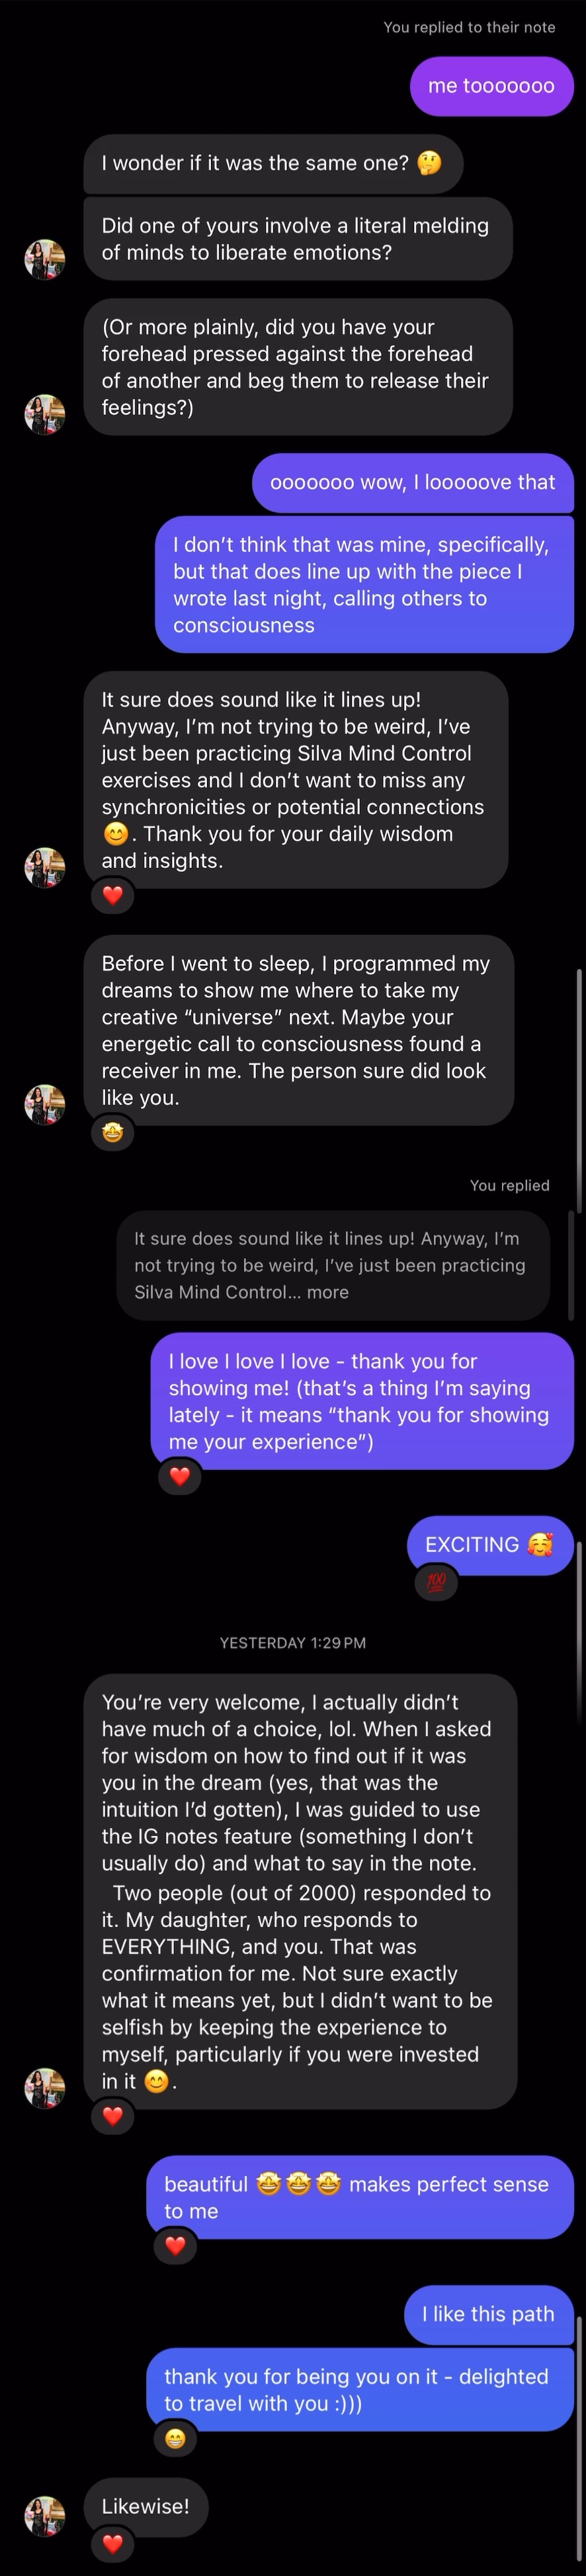 You replied to their note
me tooooooo
I wonder if it was the same one? 🤔
Did one of yours involve a literal melding
of minds to liberate emotions?
(Or more plainly, did you have your
forehead pressed against the forehead
of another and beg them to release their
feelings?)
ooooooo wow, I looooove that
I don’t think that was mine, specifically,
but that does line up with the piece I
wrote last night, calling others to
consciousness
It sure does sound like it lines up!
Anyway, I’m not trying to be weird, I’ve
just been practicing Silva Mind Control
exercises and I don’t want to miss any
synchronicities or potential connections
😊. Thank you for your daily wisdom
and insights.
❤️
Before I went to sleep, I programmed my
dreams to show me where to take my
creative “universe” next. Maybe your
energetic call to consciousness found a
receiver in me. The person sure did look
like you.
🤩
You replied
It sure does sound like it lines up! Anyway, I’m
not trying to be weird, I’ve just been practicing
Silva Mind Control... more
I love I love I love - thank you for
showing me! (that’s a thing I’m saying
lately - it means “thank you for showing
me your experience”)
❤️
EXCITING 🥰
💯
YESTERDAY 1:29 PM
You’re very welcome, I actually didn’t
have much of a choice, lol. When I asked
for wisdom on how to find out if it was
you in the dream (yes, that was the
intuition I’d gotten), I was guided to use
the IG notes feature (something I don’t
usually do) and what to say in the note.
Two people (out of 2000) responded to
it. My daughter, who responds to
EVERYTHING, and you. That was
confirmation for me. Not sure exactly
what it means yet, but I didn’t want to be
selfish by keeping the experience to
myself, particularly if you were invested
in it 😊.
❤️
beautiful 🤩🤩🤩 makes perfect sense
to me
❤️
I like this path
thank you for being you on it - delighted
to travel with you :)))
😁
Likewise!
❤️